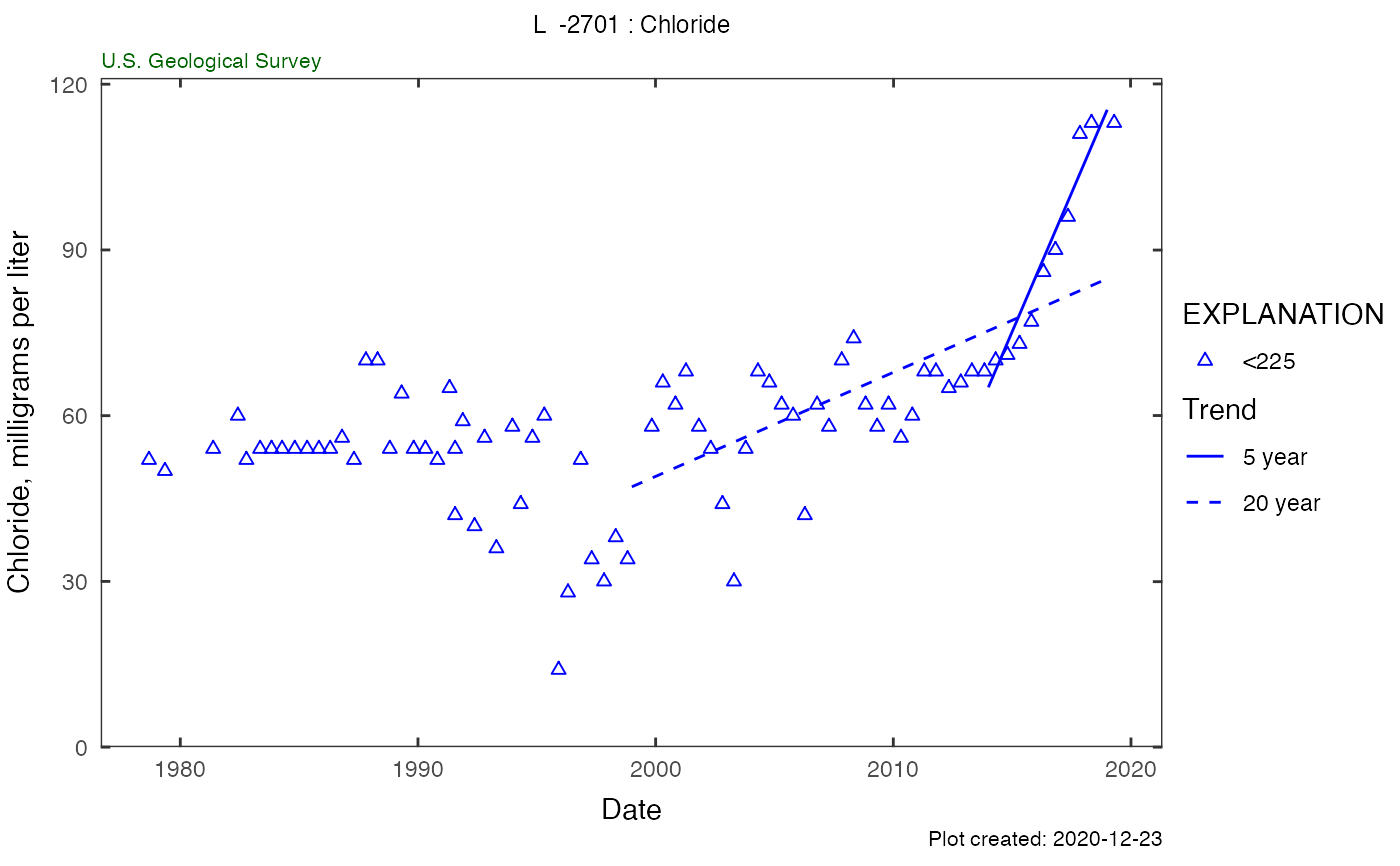 L -2701 : Chloride
U.S. Geological Survey
120
90
60
30
0
Chloride, milligrams per liter
1980 1990 2000 2010 2020
Date
EXPLANATION
<225
Trend
5 year
20 year
Plot created: 2020-12-23